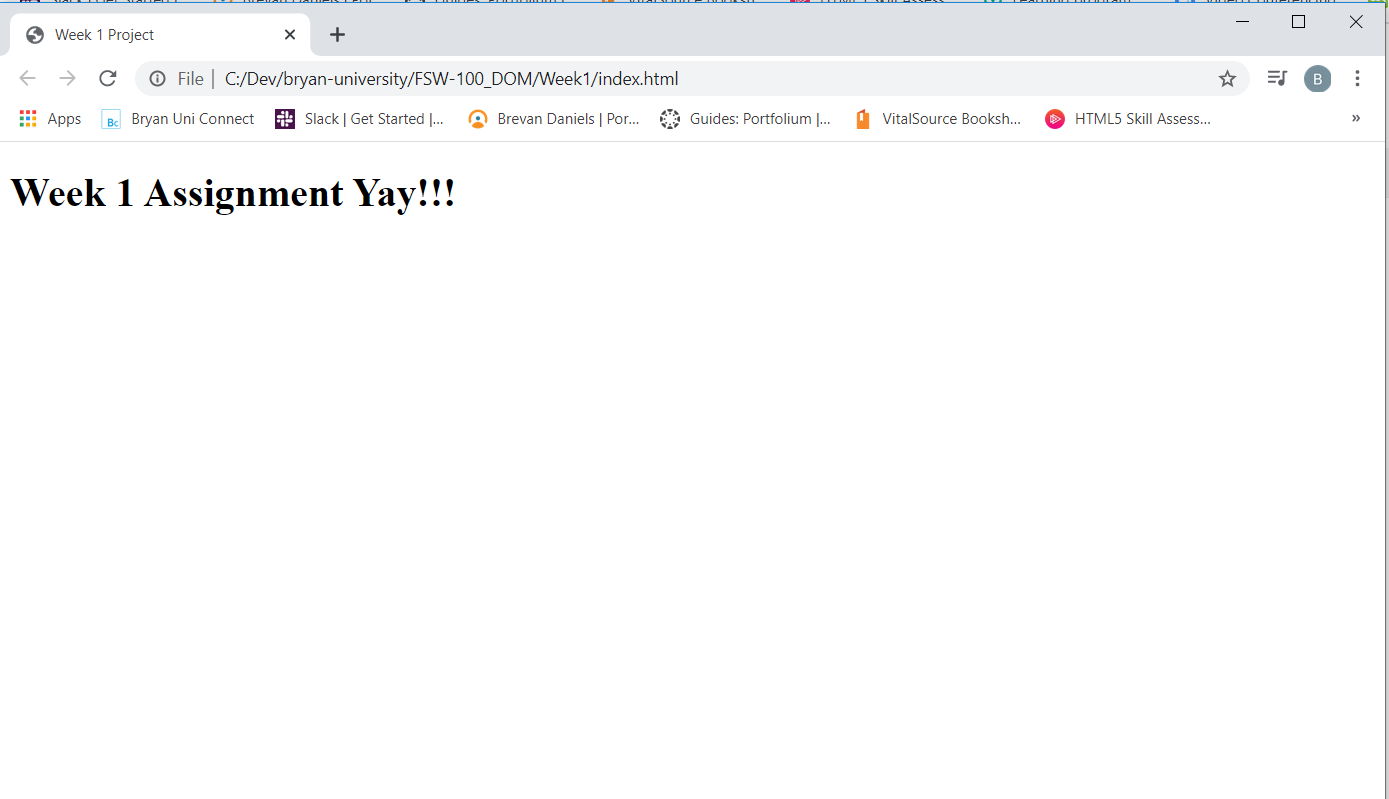 Week 1 Project
File | C:/Dev/bryan-university/FSW-100_DOM/Week1/index.html
B
Apps Bc Bryan Uni Connect Slack | Get Started |... Brevan Daniels | Por... Guides: Portfolium |... VitalSource Booksh... HTML5 Skill Assess... »
Week 1 Assignment Yay!!!